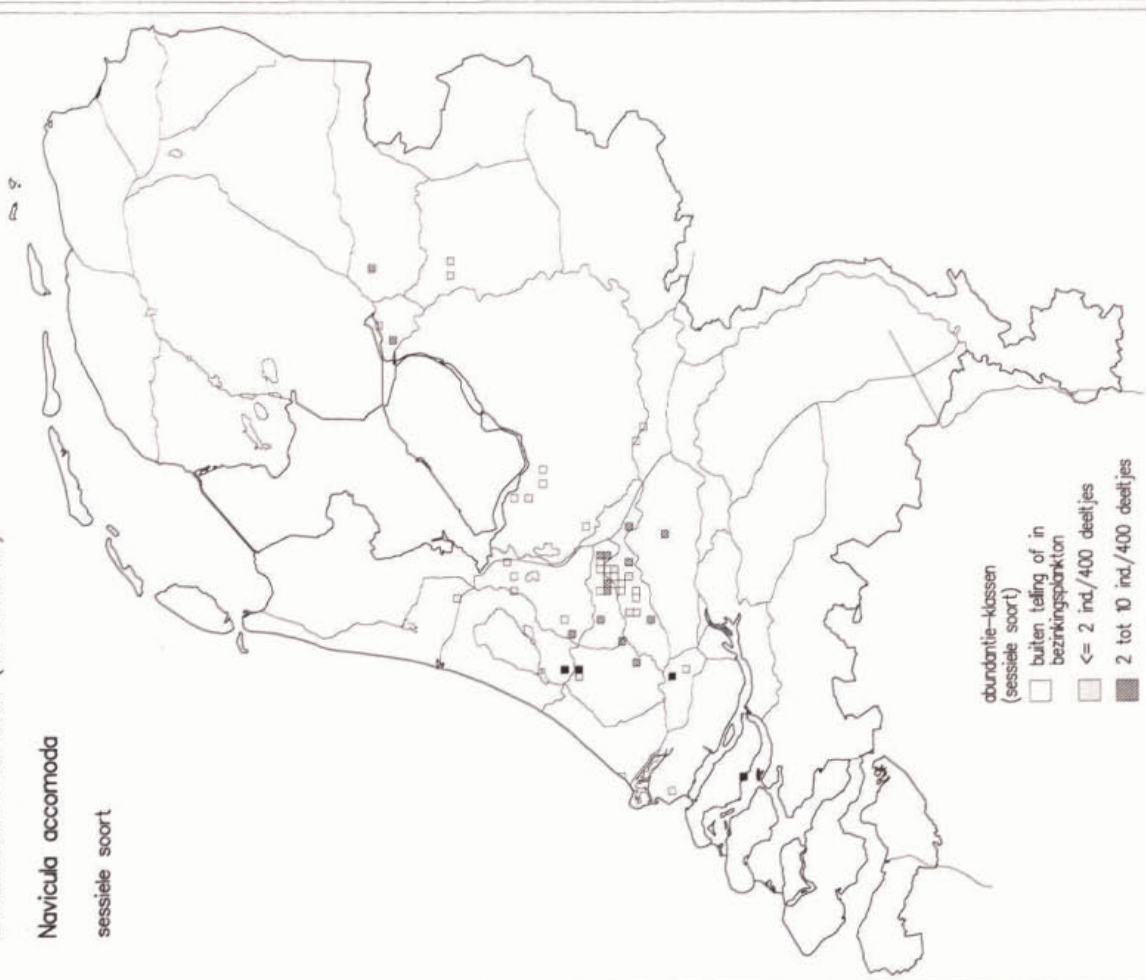 Navicula accomoda
sessiele soort
abundantie-klassen
(sessiele soort)
buiten telling of in
bezinkingsplankton
<= 2 ind./400 deeltjes
2 tot 10 ind./400 deeltjes